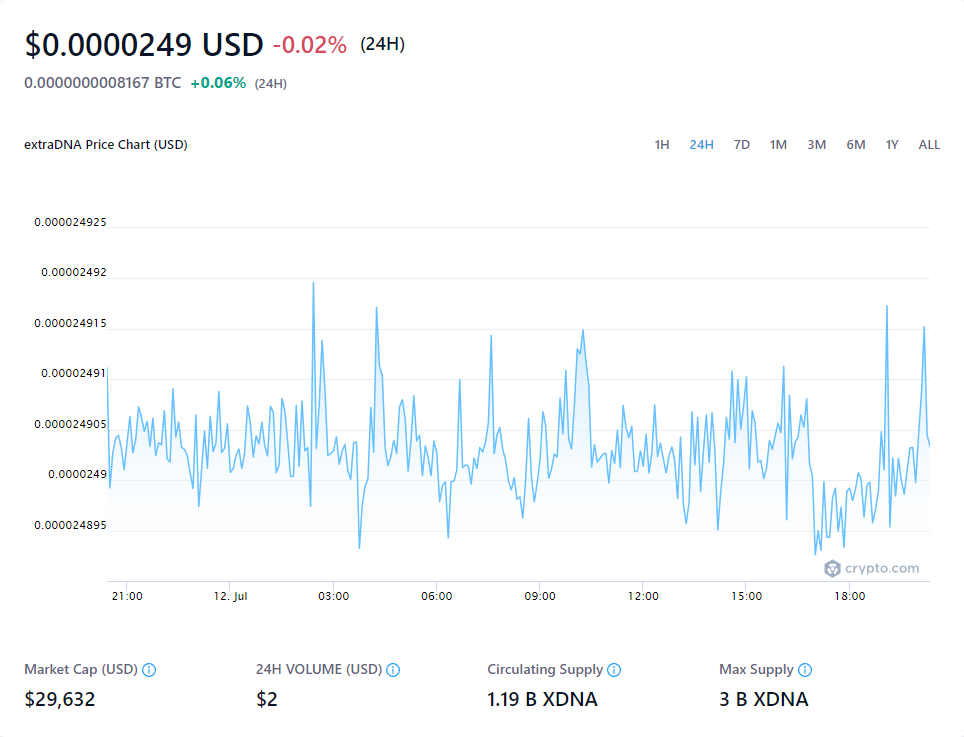 $0.0000249 USD -0.02% (24H)
0.0000000008167 BTC +0.06% (24H)
extraDNA Price Chart (USD) 1H 24H 7D 1M 3M 6M 1Y ALL
0.000024925
0.00002492
0.000024915
0.00002491
0.000024905
0.0000249
0.000024895
crypto.com
21:00 12. Jul 03:00 06:00 09:00 12:00 15:00 18:00
Market Cap (USD) 24H VOLUME (USD) Circulating Supply Max Supply
$29,632 $2 1.19 B XDNA 3 B XDNA